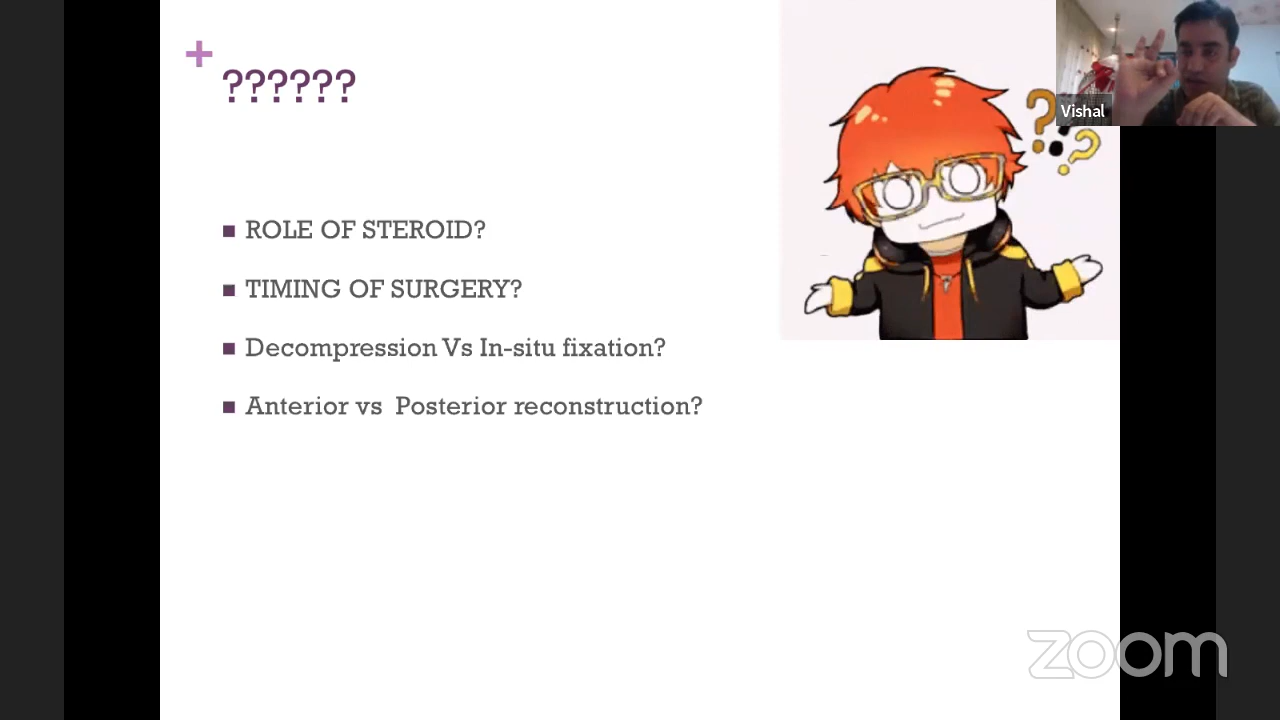 +
??????
ROLE OF STEROID?
TIMING OF SURGERY?
Decompression Vs In-situ fixation?
Anterior vs Posterior reconstruction?
???
Vishal
zoom